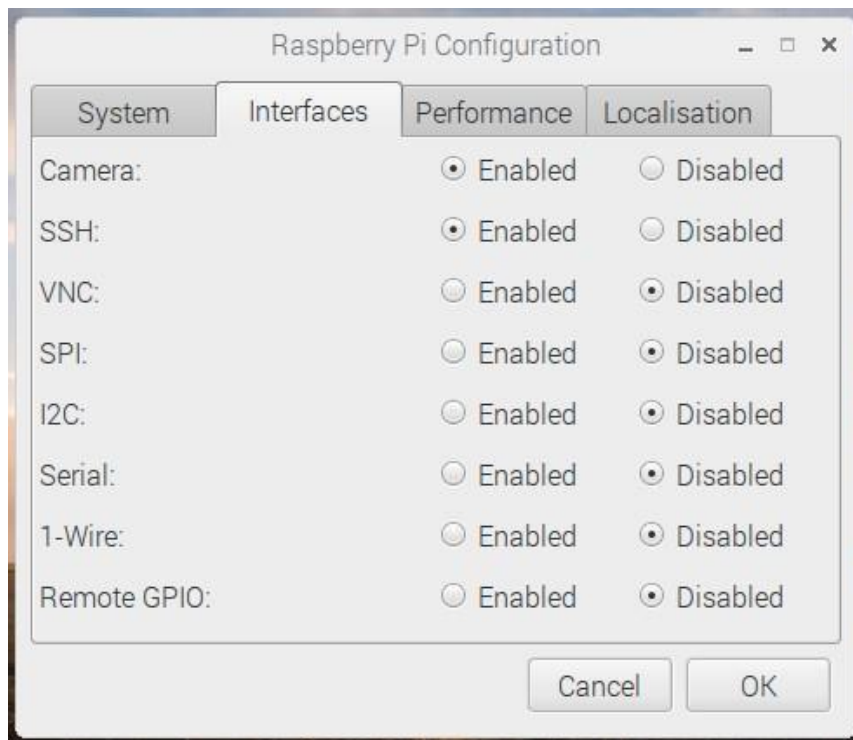 Raspberry Pi Configuration
System Interfaces Performance Localisation
Camera: Enabled Disabled
SSH: Enabled Disabled
VNC: Enabled Disabled
SPI: Enabled Disabled
I2C: Enabled Disabled
Serial: Enabled Disabled
1-Wire: Enabled Disabled
Remote GPIO: Enabled Disabled
Cancel OK